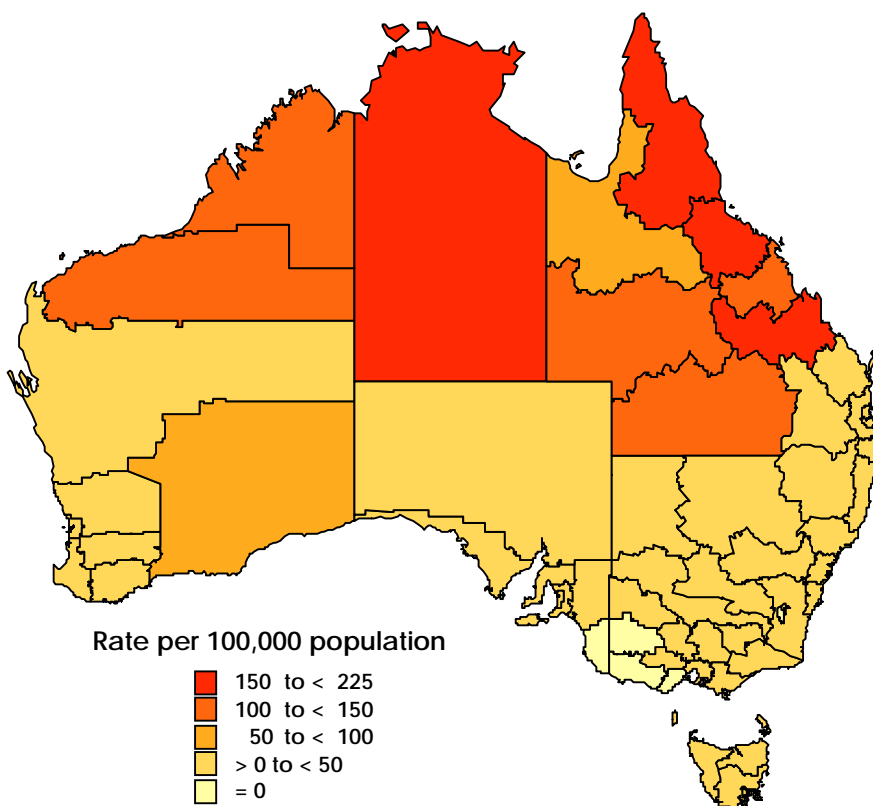 Rate per 100,000 population
150 to < 225
100 to < 150
50 to < 100
> 0 to < 50
= 0